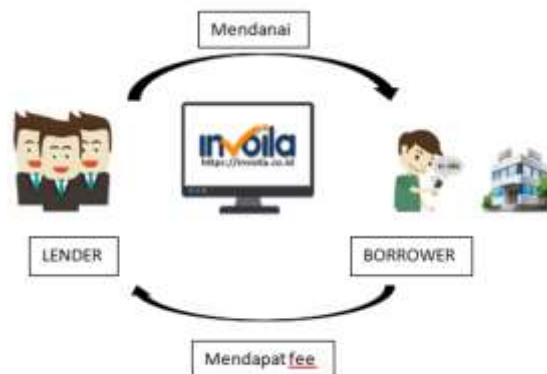 Mendanai
invoila
https://invoila.co.id
LENDER
BORROWER
Mendapat fee